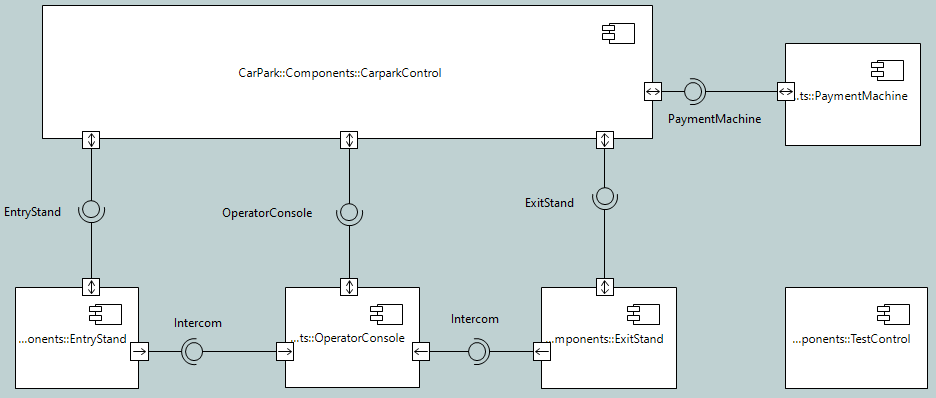 CarPark::Components::CarparkControl
...ts::PaymentMachine
PaymentMachine
EntryStand
OperatorConsole
ExitStand
Intercom
Intercom
...onents::EntryStand
...ts::OperatorConsole
...mponents::ExitStand
...ponents::TestControl